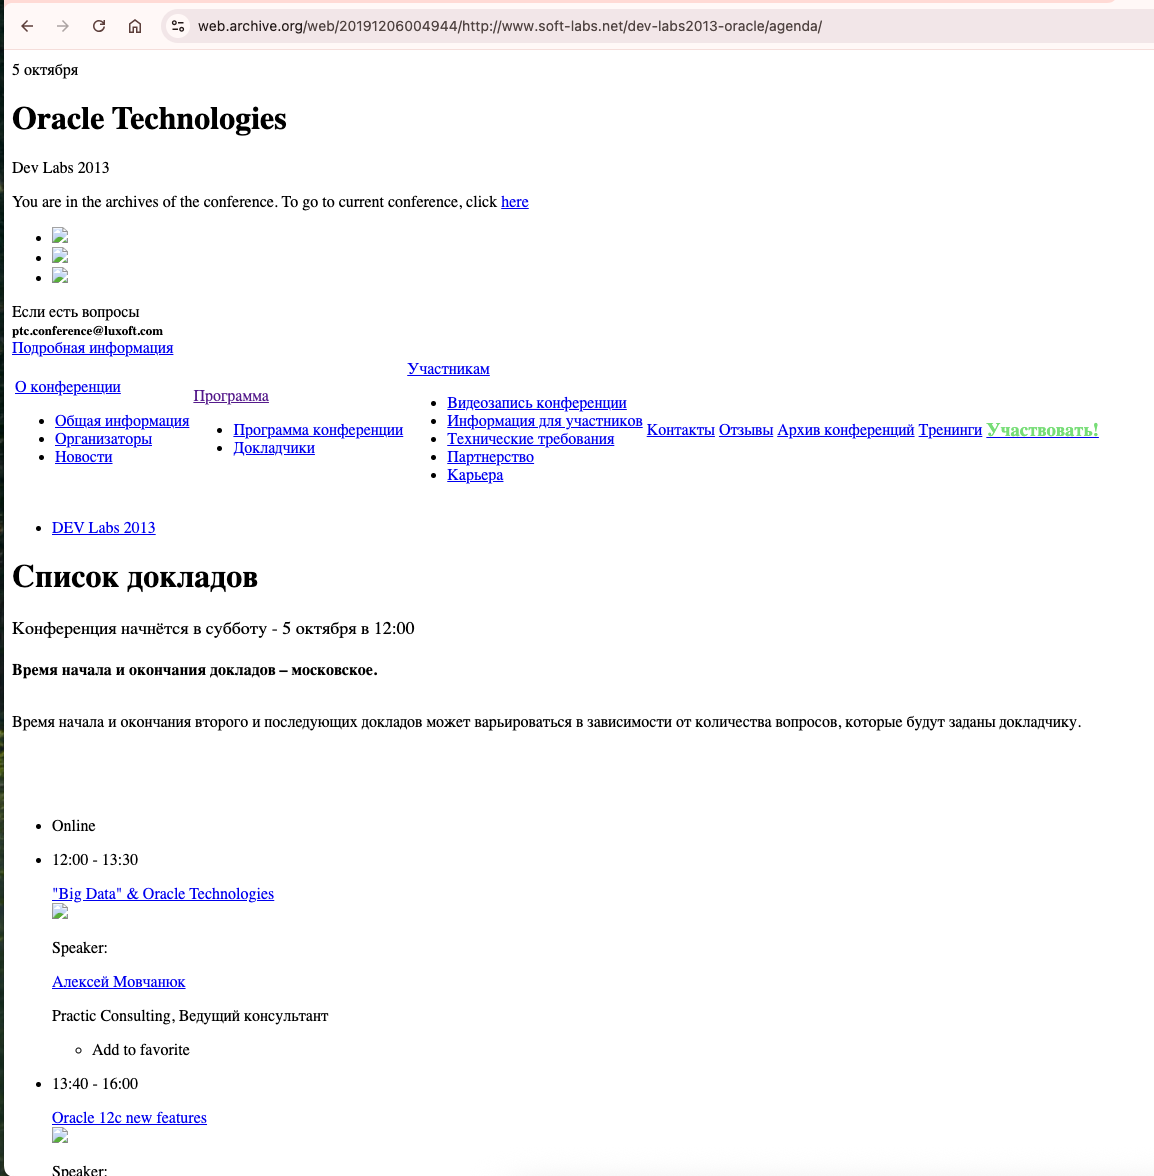 web.archive.org/web/20191206004944/http://www.soft-labs.net/dev-labs2013-oracle/agenda/
5 октября
Oracle Technologies
Dev Labs 2013
You are in the archives of the conference. To go to current conference, click here
Если есть вопросы
ptc.conference@luxoft.com
Подробная информация
О конференции
Общая информация
Организаторы
Новости
Программа
Программа конференции
Докладчики
Участникам
Видеозапись конференции
Информация для участников
Технические требования
Партнерство
Карьера
Контакты Отзывы Архив конференций Тренинги Участвовать!
DEV Labs 2013
Список докладов
Конференция начнётся в субботу - 5 октября в 12:00
Время начала и окончания докладов – московское.
Время начала и окончания второго и последующих докладов может варьироваться в зависимости от количества вопросов, которые будут заданы докладчику.
Online
12:00 - 13:30
"Big Data" & Oracle Technologies
Speaker:
Алексей Мовчанюк
Practic Consulting, Ведущий консультант
Add to favorite
13:40 - 16:00
Oracle 12c new features
Speaker: